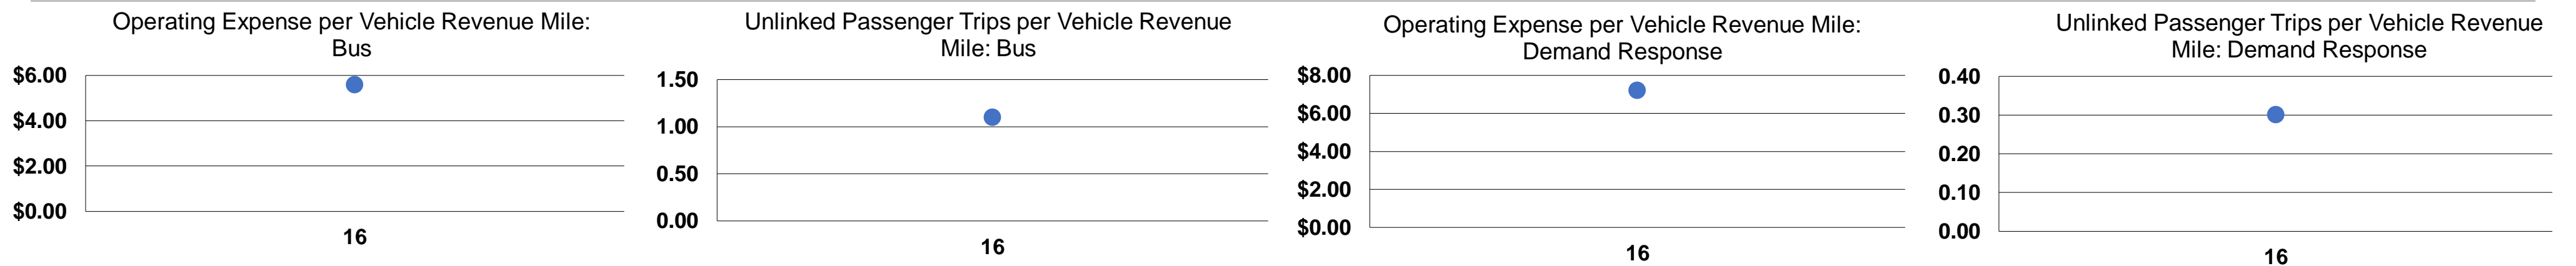 Operating Expense per Vehicle Revenue Mile:
Bus
$6.00
$4.00
$2.00
$0.00
16
Unlinked Passenger Trips per Vehicle Revenue
Mile: Bus
1.50
1.00
0.50
0.00
16
Operating Expense per Vehicle Revenue Mile:
Demand Response
$8.00
$6.00
$4.00
$2.00
$0.00
16
Unlinked Passenger Trips per Vehicle Revenue
Mile: Demand Response
0.40
0.30
0.20
0.10
0.00
16